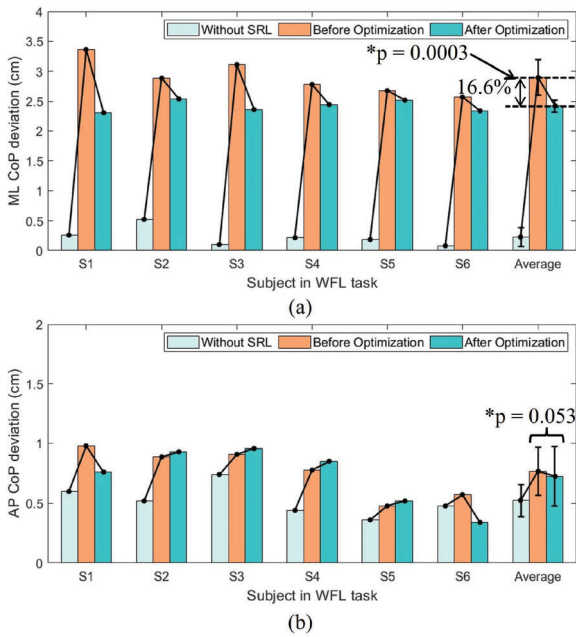 Without SRL Before Optimization After Optimization
4
3.5
3
2.5
2
1.5
1
0.5
0
ML CoP deviation (cm)
*p = 0.0003
16.6%
S1 S2 S3 S4 S5 S6 Average
Subject in WFL task
(a)
Without SRL Before Optimization After Optimization
2
1.5
1
0.5
0
AP CoP deviation (cm)
*p = 0.053
S1 S2 S3 S4 S5 S6 Average
Subject in WFL task
(b)